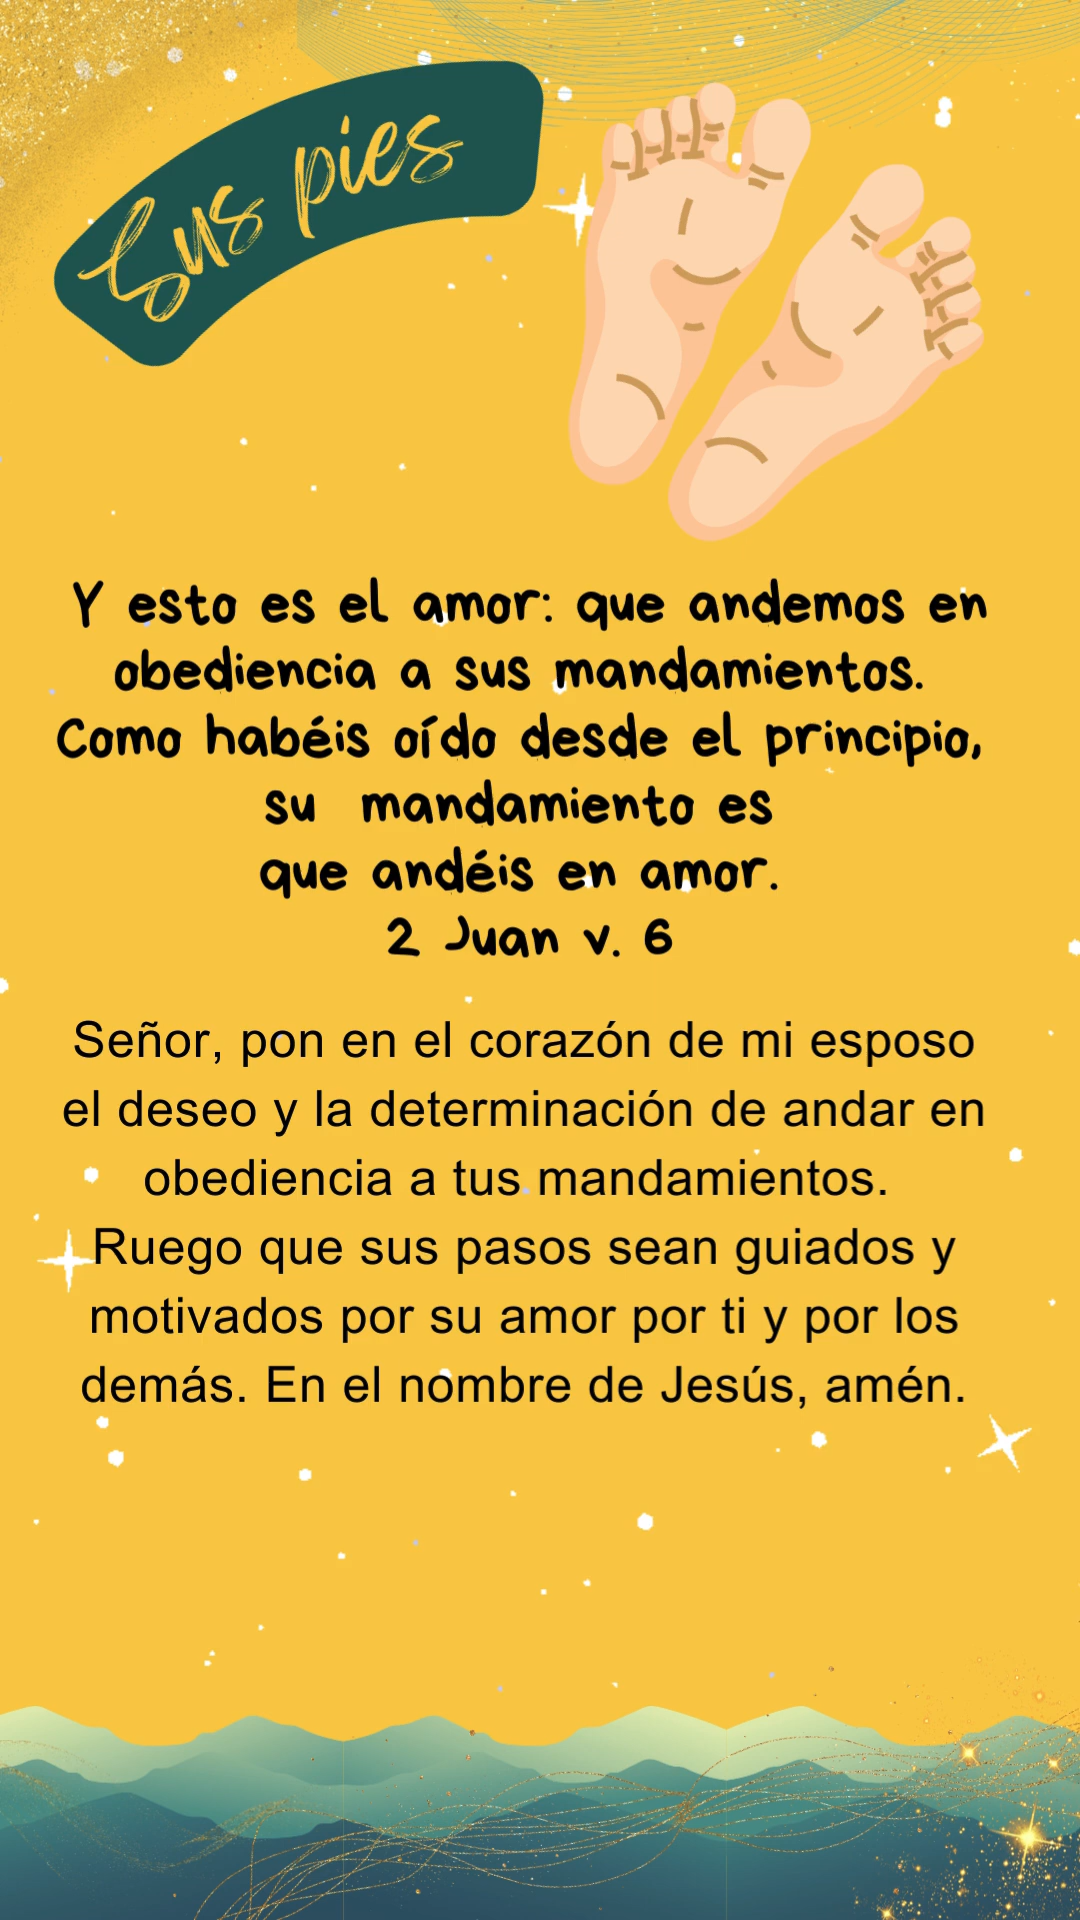 Sus pies
Y esto es el amor: que andemos en
obediencia a sus mandamientos.
Como habéis oído desde el principio,
su mandamiento es
que andéis en amor.
2 Juan v. 6
Señor, pon en el corazón de mi esposo
el deseo y la determinación de andar en
obediencia a tus mandamientos.
Ruego que sus pasos sean guiados y
motivados por su amor por ti y por los
demás. En el nombre de Jesús, amén.